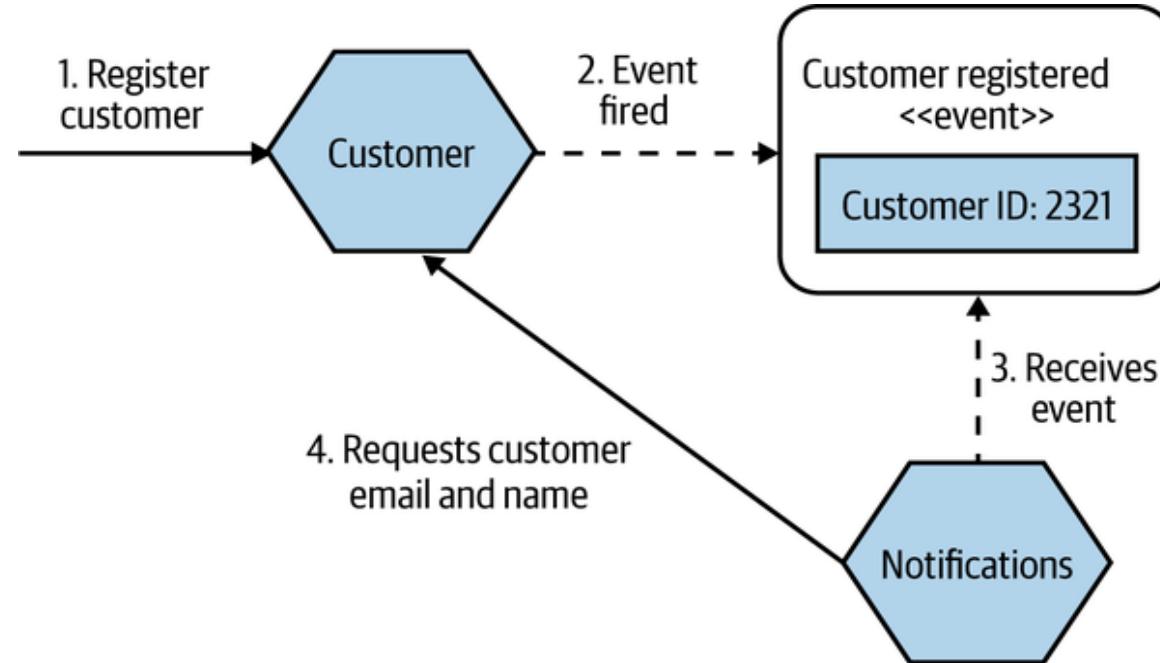 1. Register
customer
Customer
2. Event
fired
Customer registered
<<event>>
Customer ID: 2321
3. Receives
event
4. Requests customer
email and name
Notifications